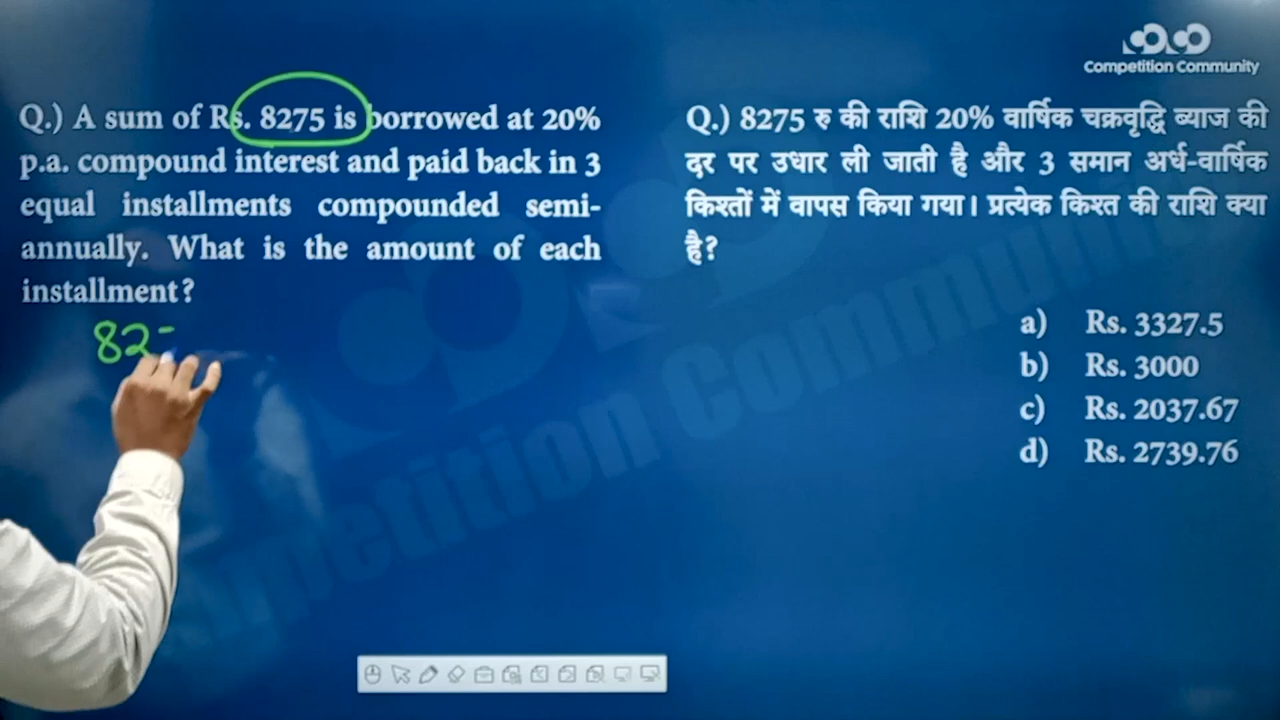 Competition Community
Q.) A sum of Rs. 8275 is borrowed at 20%
p.a. compound interest and paid back in 3
equal installments compounded semi-
annually. What is the amount of each
installment?
82
Q.) 8275 रु की राशि 20% वार्षिक चक्रवृद्धि ब्याज की
दर पर उधार ली जाती है और 3 समान अर्ध-वार्षिक
किश्तों में वापस किया गया। प्रत्येक किश्त की राशि क्या
है?
a) Rs. 3327.5
b) Rs. 3000
c) Rs. 2037.67
d) Rs. 2739.76
Competition Community